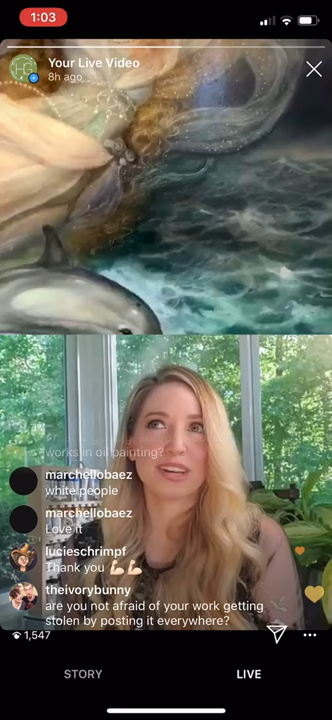 1:03
Your Live Video
8h ago
works in oil painting?
marchellobaez
white people
marchellobaez
Love it
lucieschrimpf
Thank you 💪🏻💪🏻
theivorybunny
are you not afraid of your work getting
stolen by posting it everywhere?
1,547
STORY
LIVE